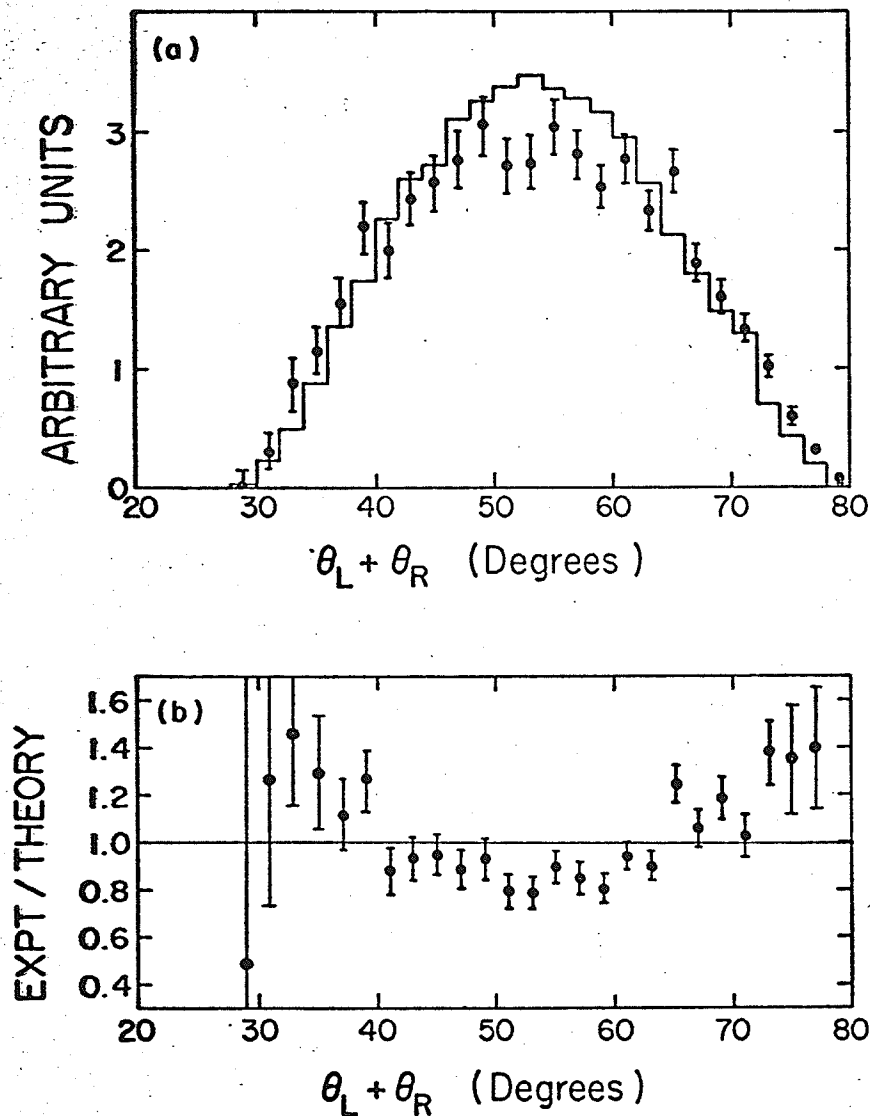 (a)
ARBITRARY UNITS
3
2
1
0
20 30 40 50 60 70 80
θL + θR (Degrees)
(b)
EXPT/THEORY
1.6
1.4
1.2
1.0
0.8
0.6
0.4
20 30 40 50 60 70 80
θL + θR (Degrees)